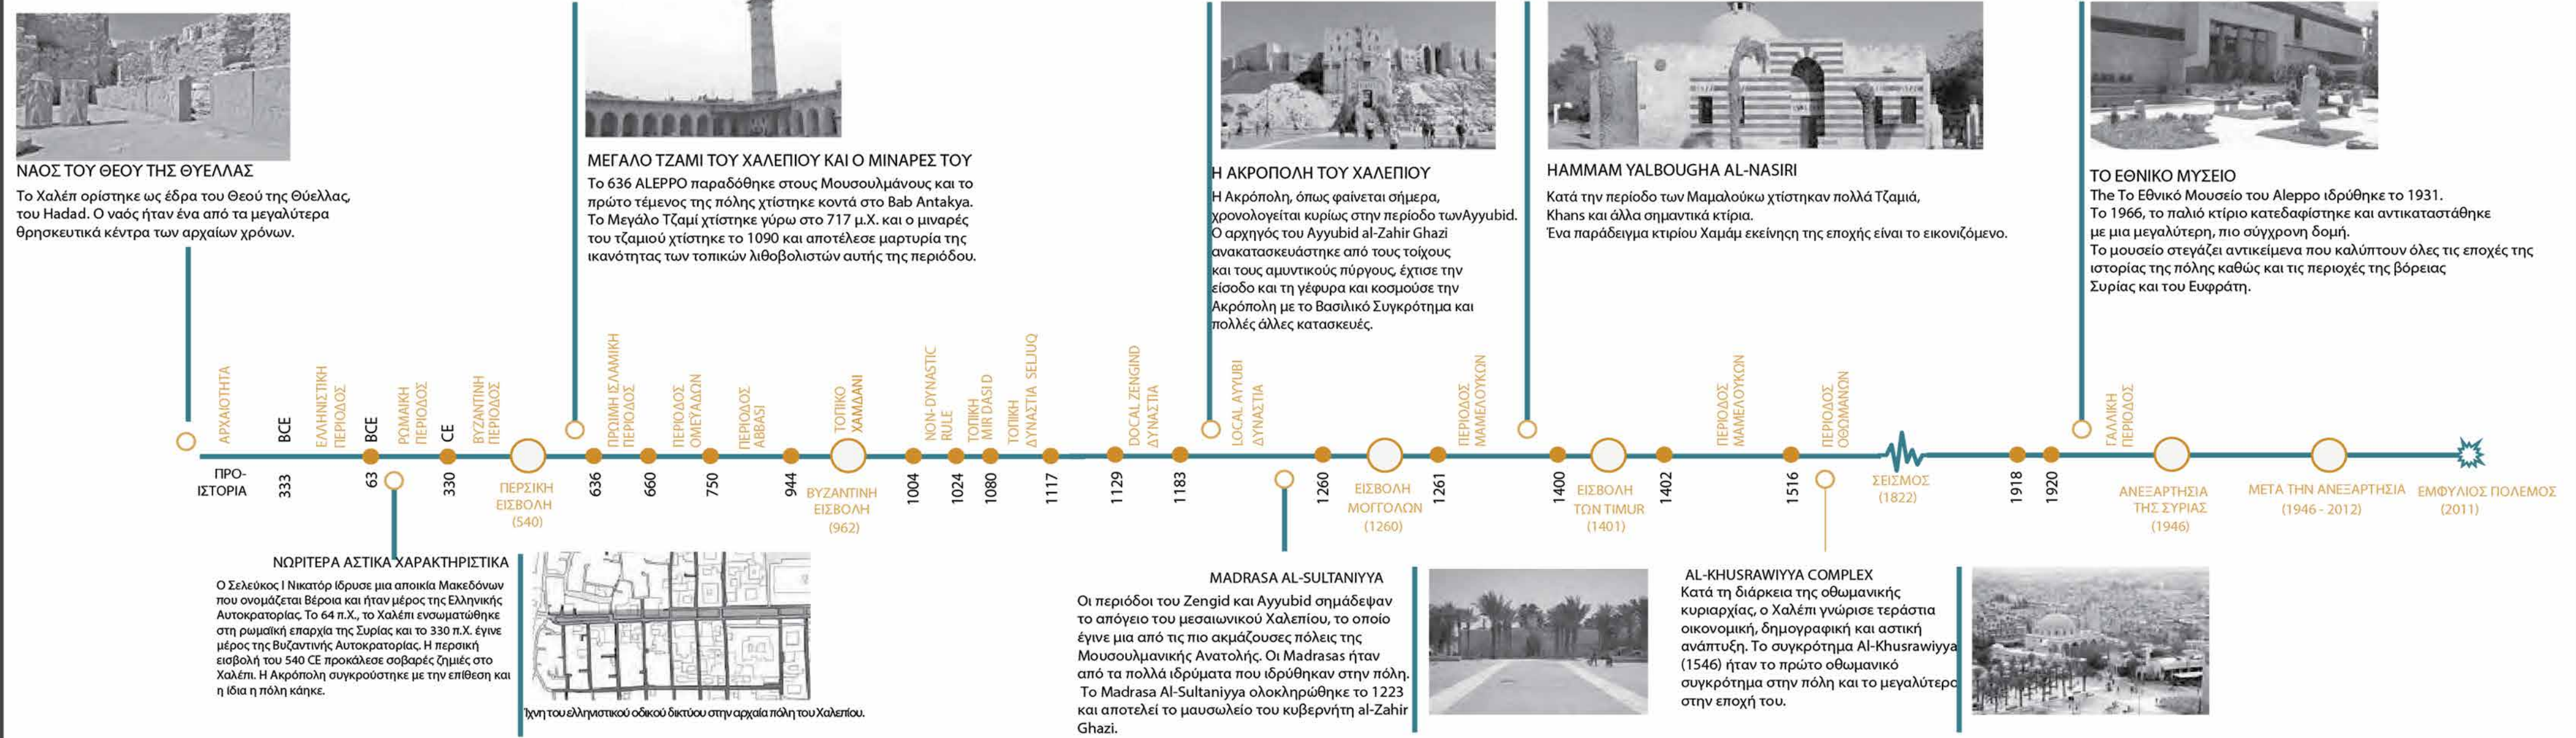 ΝΑΟΣ ΤΟΥ ΘΕΟΥ ΤΗΣ ΘΥΕΛΛΑΣ
Το Χαλέπ ορίστηκε ως έδρα του Θεού της Θύελλας,
του Hadad. Ο ναός ήταν ένα από τα μεγαλύτερα
θρησκευτικά κέντρα των αρχαίων χρόνων.
ΜΕΓΑΛΟ ΤΖΑΜΙ ΤΟΥ ΧΑΛΕΠΙΟΥ ΚΑΙ Ο ΜΙΝΑΡΕΣ ΤΟΥ
Το 636 ALEPPO παραδόθηκε στους Μουσουλμάνους και το
πρώτο τέμενος της πόλης χτίστηκε κοντά στο Bab Antakya.
Το Μεγάλο Τζαμί χτίστηκε γύρω στο 717 μ.Χ. και ο μιναρές
του τζαμιού χτίστηκε το 1090 και αποτέλεσε μαρτυρία της
ικανότητας των τοπικών λιθοβολιστών αυτής της περιόδου.
Η ΑΚΡΟΠΟΛΗ ΤΟΥ ΧΑΛΕΠΙΟΥ
Η Ακρόπολη, όπως φαίνεται σήμερα,
χρονολογείται κυρίως στην περίοδο τωνAyyubid.
Ο αρχηγός του Ayyubid al-Zahir Ghazi
ανακατασκευάστηκε από τους τοίχους
και τους αμυντικούς πύργους, έχτισε την
είσοδο και τη γέφυρα και κοσμούσε την
Ακρόπολη με το Βασιλικό Συγκρότημα και
πολλές άλλες κατασκευές.
HAMMAM YALBOUGHA AL-NASIRI
Κατά την περίοδο των Μαμαλούκω χτίστηκαν πολλά Τζαμιά,
Khans και άλλα σημαντικά κτίρια.
Ένα παράδειγμα κτιρίου Χαμάμ εκείνησ της εποχής είναι το εικονιζόμενο.
ΤΟ ΕΘΝΙΚΟ ΜΥΣΕΙΟ
The Το Εθνικό Μουσείο του Aleppo ιδρύθηκε το 1931.
Το 1966, το παλιό κτίριο κατεδαφίστηκε και αντικαταστάθηκε
με μια μεγαλύτερη, πιο σύγχρονη δομή.
Το μουσείο στεγάζει αντικείμενα που καλύπτουν όλες τις εποχές της
ιστορίας της πόλης καθώς και τις περιοχές της βόρειας
Συρίας και του Ευφράτη.
ΑΡΧΑΙΟΤΗΤΑ
BCE
ΕΛΛΗΝΙΣΤΙΚΗ
ΠΕΡΙΟΔΟΣ
BCE
ΡΩΜΑΙΚΗ
ΠΕΡΙΟΔΟΣ
CE
ΒΥΖΑΝΤΙΝΗ
ΠΕΡΙΟΔΟΣ
ΠΡΩΙΜΗ ΙΣΛΑΜΙΚΗ
ΠΕΡΙΟΔΟΣ
ΠΕΡΙΟΔΟΣ
ΟΜΕΫΑΔΩΝ
ΠΕΡΙΟΔΟΣ
ABBASI
ΤΟΠΙΚΟ
ΧΑΜΔΑΝΙ
NON-DYNASTIC
RULE
ΤΟΠΙΚΗ
MIR DASI D
ΤΟΠΙΚΗ
ΔΥΝΑΣΤΙΑ SELJUQ
DOCAL ZENGIND
ΔΥΝΑΣΤΙΑ
LOCAL AYYUBI
ΔΥΝΑΣΤΙΑ
ΠΕΡΙΟΔΟΣ
ΜΑΜΕΛΟΥΚΩΝ
ΠΕΡΙΟΔΟΣ
ΜΑΜΕΛΟΥΚΩΝ
ΠΕΡΙΟΔΟΣ
ΟΘΩΜΑΝΩΝ
ΓΑΛΛΙΚΗ
ΠΕΡΙΟΔΟΣ
ΠΡΟ-
ΙΣΤΟΡΙΑ
333
63
330
ΠΕΡΣΙΚΗ
ΕΙΣΒΟΛΗ
(540)
636
660
750
944
ΒΥΖΑΝΤΙΝΗ
ΕΙΣΒΟΛΗ
(962)
1004
1024
1080
1117
1129
1183
1260
ΕΙΣΒΟΛΗ
ΜΟΓΓΟΛΩΝ
(1260)
1261
1400
ΕΙΣΒΟΛΗ
ΤΩΝ TIMUR
(1401)
1402
1516
ΣΕΙΣΜΟΣ
(1822)
1918
1920
ΑΝΕΞΑΡΤΗΣΙΑ
ΤΗΣ ΣΥΡΙΑΣ
(1946)
ΜΕΤΑ ΤΗΝ ΑΝΕΞΑΡΤΗΣΙΑ
(1946 - 2012)
ΕΜΦΥΛΙΟΣ ΠΟΛΕΜΟΣ
(2011)
ΝΩΡΙΤΕΡΑ ΑΣΤΙΚΑ ΧΑΡΑΚΤΗΡΙΣΤΙΚΑ
Ο Σελεύκος Ι Νικατόρ ίδρυσε μια αποικία Μακεδόνων
που ονομάζεται Βέροια και ήταν μέρος της Ελληνικής
Αυτοκρατορίας. Το 64 π.Χ., το Χαλέπι ενσωματώθηκε
στη ρωμαϊκή επαρχία της Συρίας και το 330 π.Χ. έγινε
μέρος της Βυζαντινής Αυτοκρατορίας. Η περσική
εισβολή του 540 CE προκάλεσε σοβαρές ζημιές στο
Χαλέπι. Η Ακρόπολη συγκρούστηκε με την επίθεση και
η ίδια η πόλη κάηκε.
Ίχνη του ελληνιστικού οδικού δικτύου στην αρχαία πόλη του Χαλεπίου.
MADRASA AL-SULTANIYYA
Οι περιόδοι του Zengid και Ayyubid σημάδεψαν
το απόγειο του μεσαιωνικού Χαλεπίου, το οποίο
έγινε μια από τις πιο ακμάζουσες πόλεις της
Μουσουλμανικής Ανατολής. Οι Madrasas ήταν
από τα πολλά ιδρύματα που ιδρύθηκαν στην πόλη.
Το Madrasa Al-Sultaniyya ολοκληρώθηκε το 1223
και αποτελεί το μαυσωλείο του κυβερνήτη al-Zahir
Ghazi.
AL-KHUSRAWIYYA COMPLEX
Κατά τη διάρκεια της οθωμανικής
κυριαρχίας, ο Χαλέπι γνώρισε τεράστια
οικονομική, δημογραφική και αστική
ανάπτυξη. Το συγκρότημα Al-Khusrawiyya
(1546) ήταν το πρώτο οθωμανικό
συγκρότημα στην πόλη και το μεγαλύτερο
στην εποχή του.